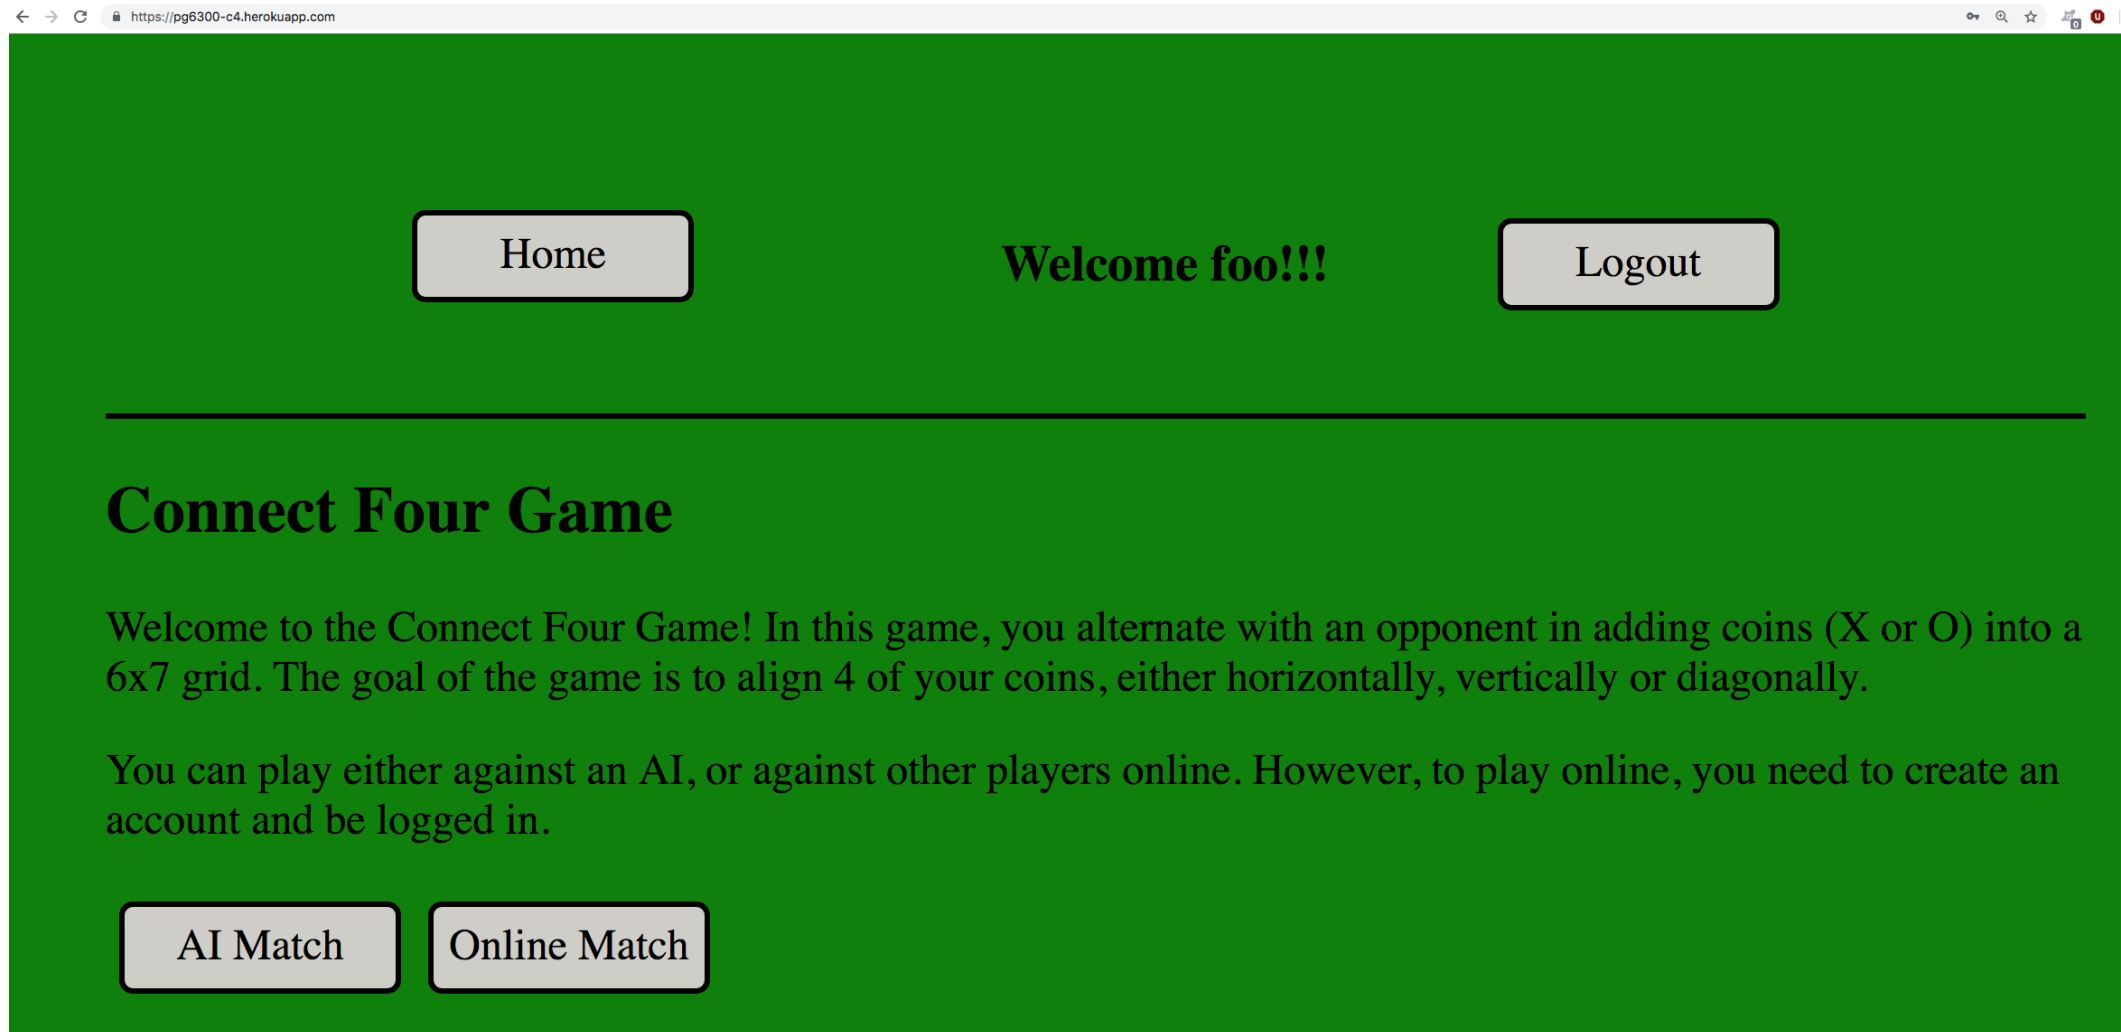 https://pg6300-c4.herokuapp.com
0
U
Home
Welcome foo!!!
Logout
Connect Four Game
Welcome to the Connect Four Game! In this game, you alternate with an opponent in adding coins (X or O) into a
6x7 grid. The goal of the game is to align 4 of your coins, either horizontally, vertically or diagonally.
You can play either against an AI, or against other players online. However, to play online, you need to create an
account and be logged in.
AI Match
Online Match